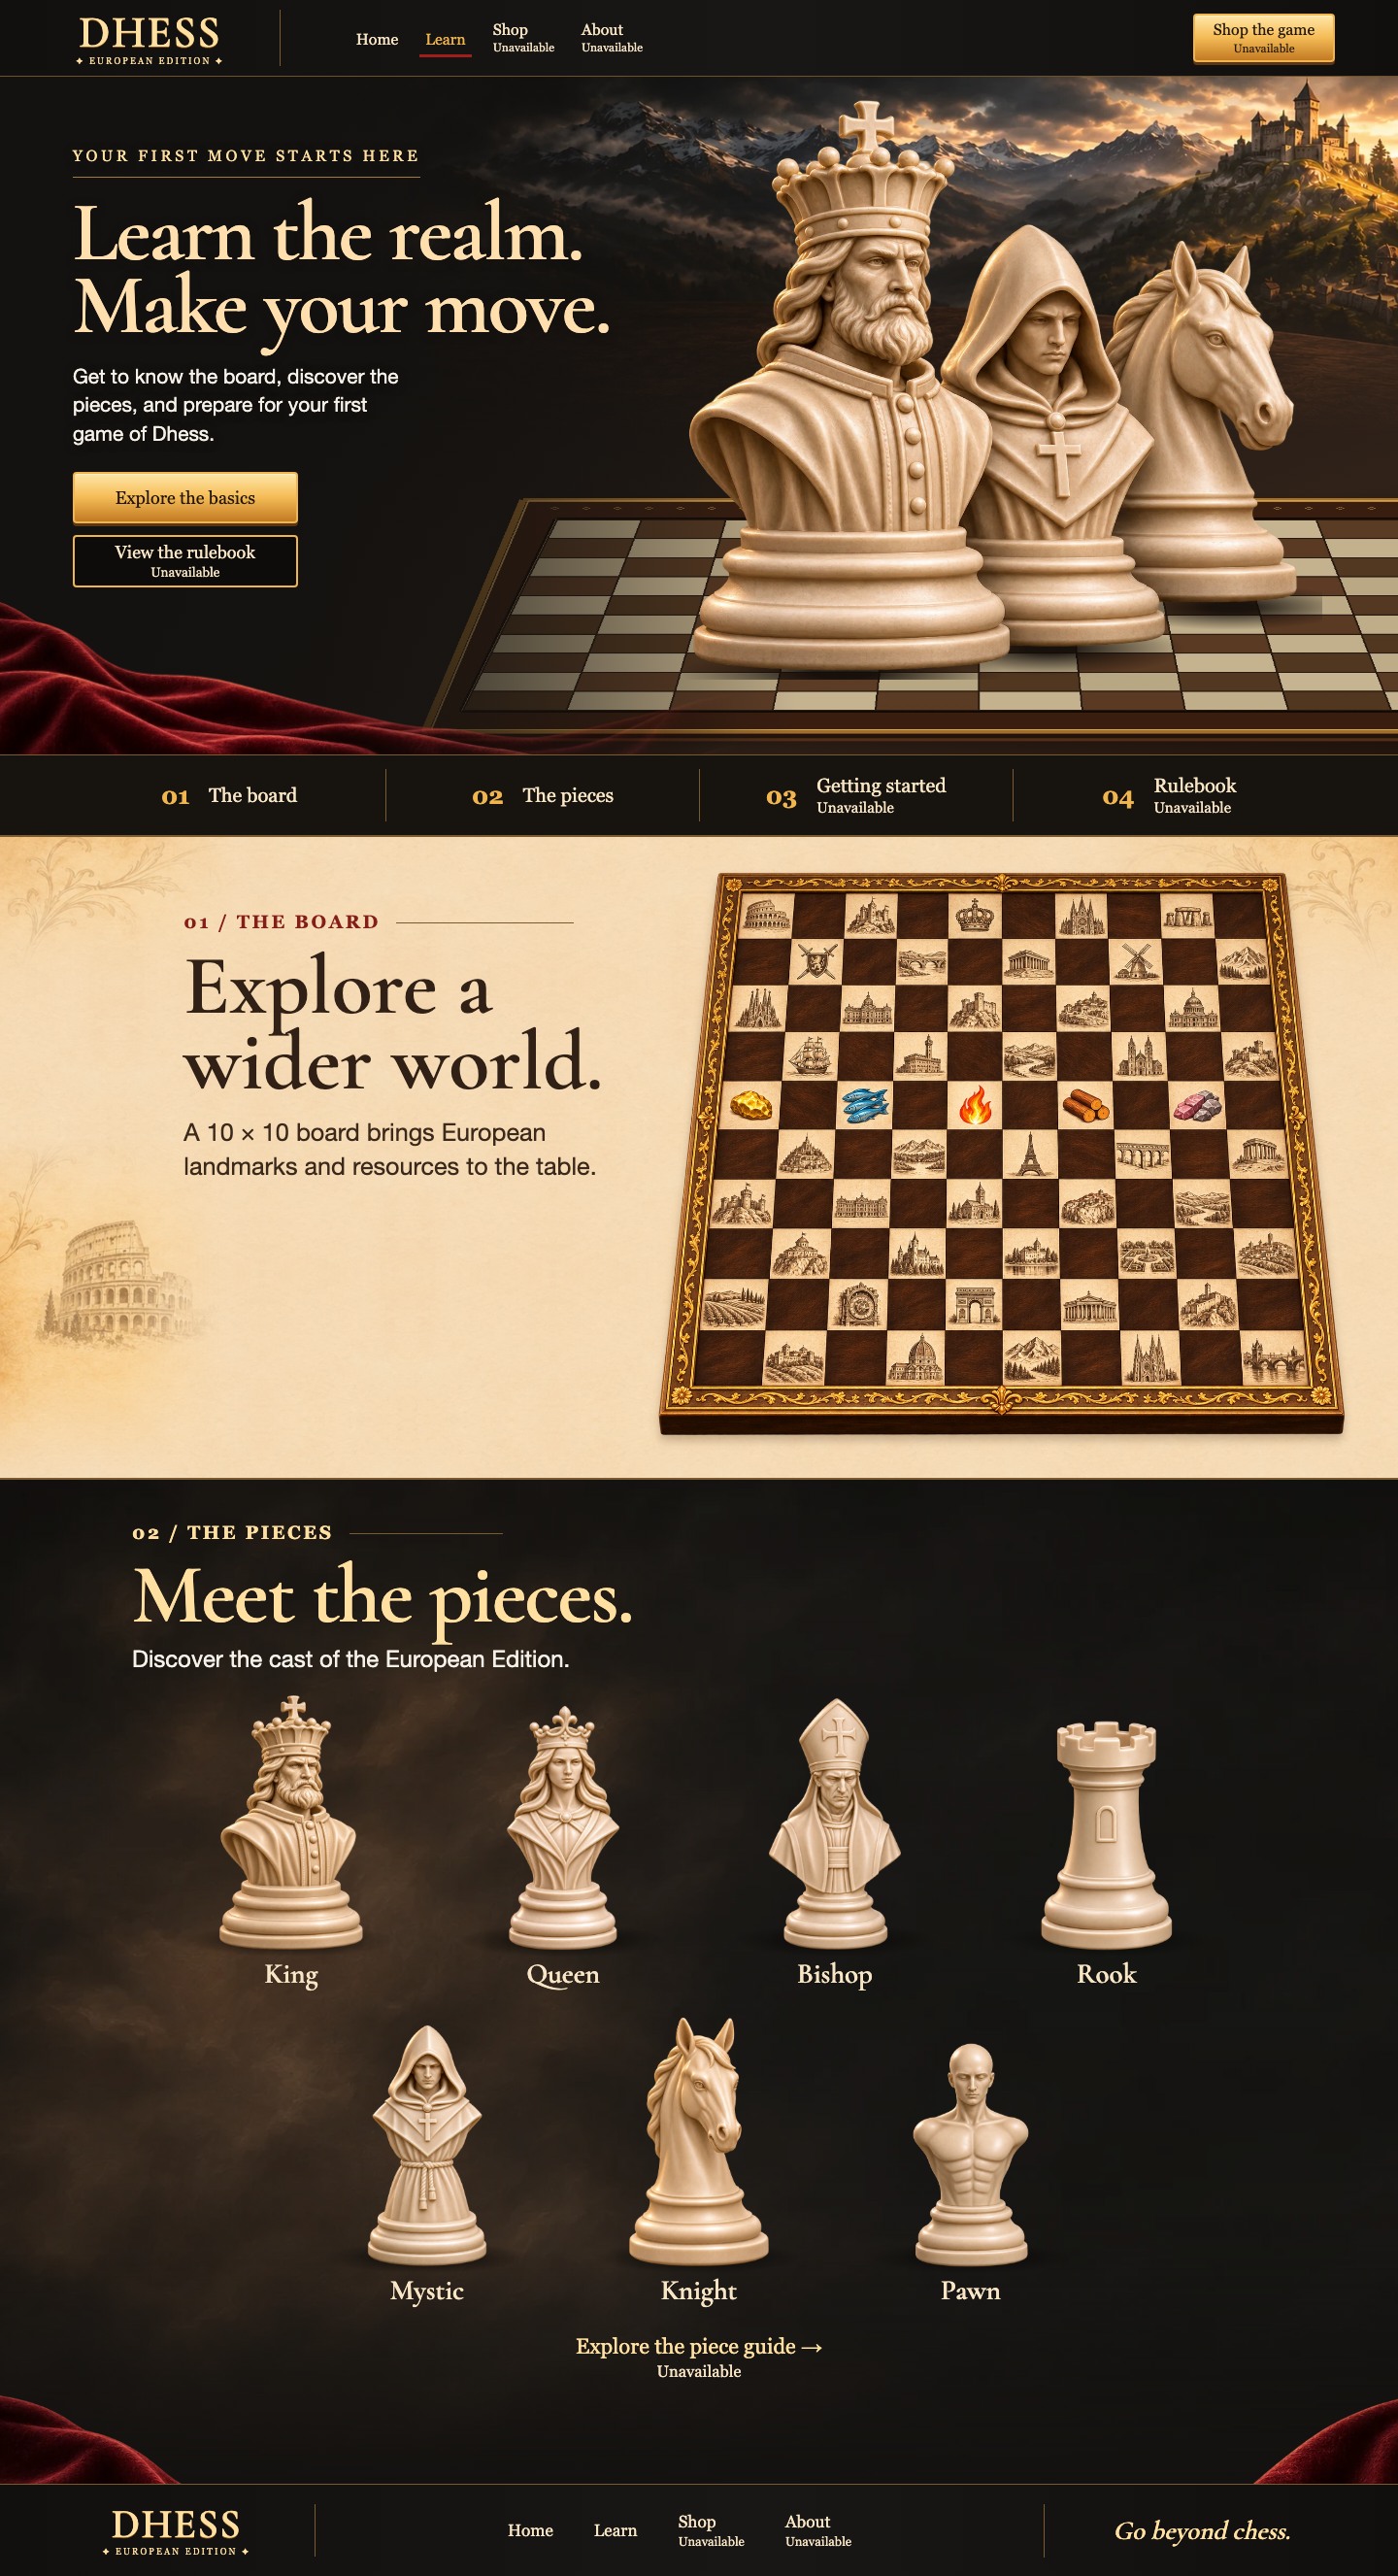 DHESS
✦ EUROPEAN EDITION ✦
Home
Learn
Shop
Unavailable
About
Unavailable
Shop the game
Unavailable
YOUR FIRST MOVE STARTS HERE
Learn the realm.
Make your move.
Get to know the board, discover the
pieces, and prepare for your first
game of Dhess.
Explore the basics
View the rulebook
Unavailable
01 The board
02 The pieces
03 Getting started
Unavailable
04 Rulebook
Unavailable
01 / THE BOARD
Explore a
wider world.
A 10 × 10 board brings European
landmarks and resources to the table.
02 / THE PIECES
Meet the pieces.
Discover the cast of the European Edition.
King
Queen
Bishop
Rook
Mystic
Knight
Pawn
Explore the piece guide →
Unavailable
DHESS
✦ EUROPEAN EDITION ✦
Home
Learn
Shop
Unavailable
About
Unavailable
Go beyond chess.